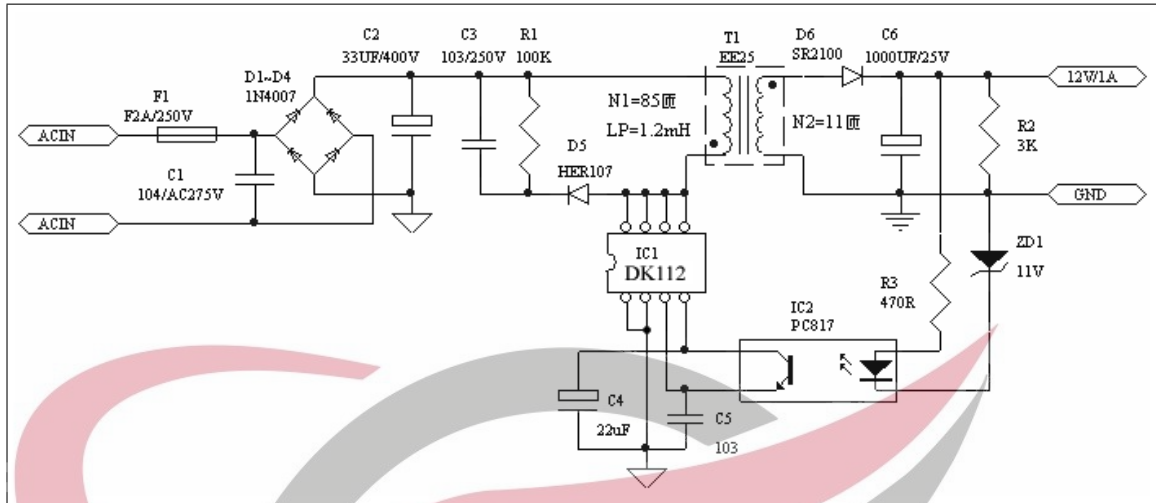 F1
F2A/250V
ACIN
ACIN
D1~D4
1N4007
C1
104/AC275V
C2
33UF/400V
C3
103/250V
R1
100K
D5
HER107
T1
EE25
N1=85匝
LP=1.2mH
N2=11匝
D6
SR2100
C6
1000UF/25V
12V/1A
R2
3K
GND
ZD1
11V
R3
470R
IC1
DK112
IC2
PC817
C4
22uF
C5
103